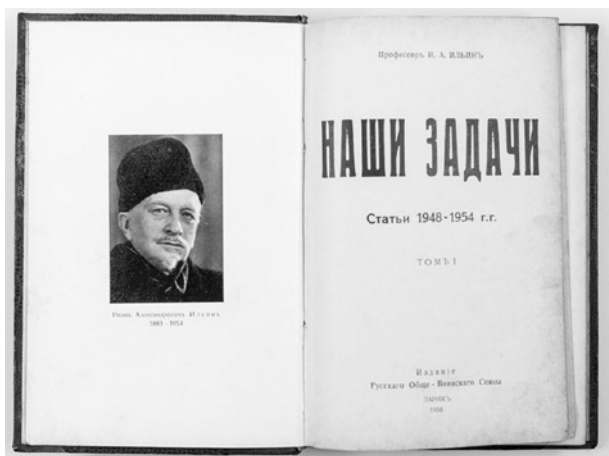 Иванъ Александровичъ Ильинъ
1883 - 1954
Профессоръ И. А. ИЛЬИНЪ
НАШИ ЗАДАЧИ
Статьи 1948-1954 г.г.
ТОМЪ I
Изданіе
Русскаго Обще-Воинскаго Союза
ПАРИЖЪ
1956